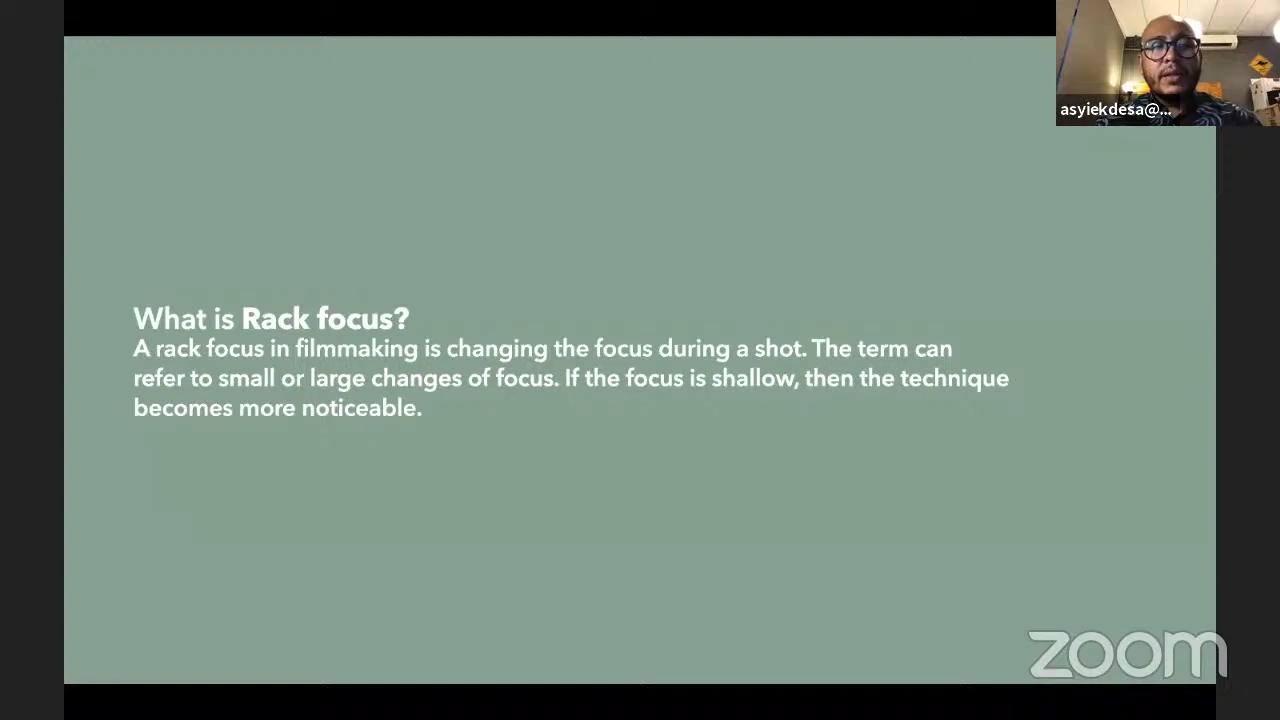 asyiekdesa@...
What is Rack focus?
A rack focus in filmmaking is changing the focus during a shot. The term can
refer to small or large changes of focus. If the focus is shallow, then the technique
becomes more noticeable.
zoom